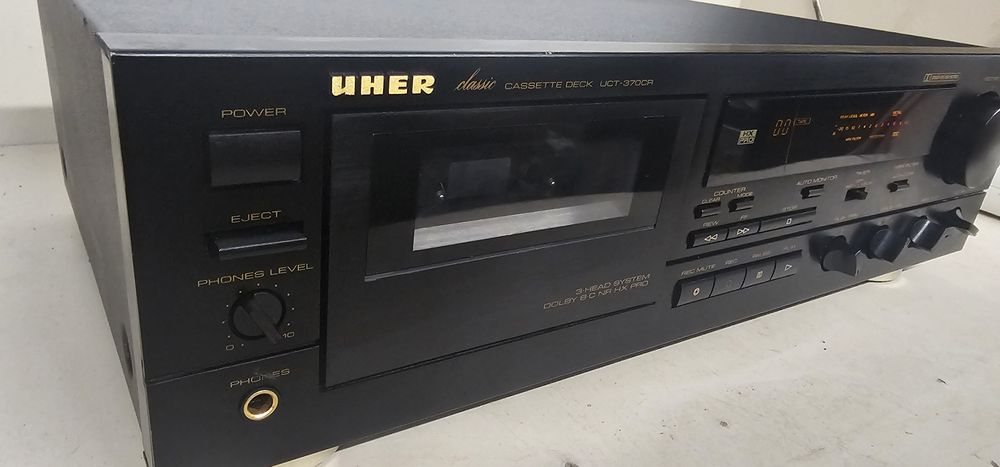 UHER classic CASSETTE DECK UCT-370CR
POWER
EJECT
PHONES LEVEL
0
10
PHONES
3-HEAD SYSTEM
DOLBY B·C NR HX PRO
HX
PRO
00
COUNTER
CLEAR
MODE
AUTO MONITOR
REW
FF
STOP
REC MUTE
REC
PAUSE
PLAY